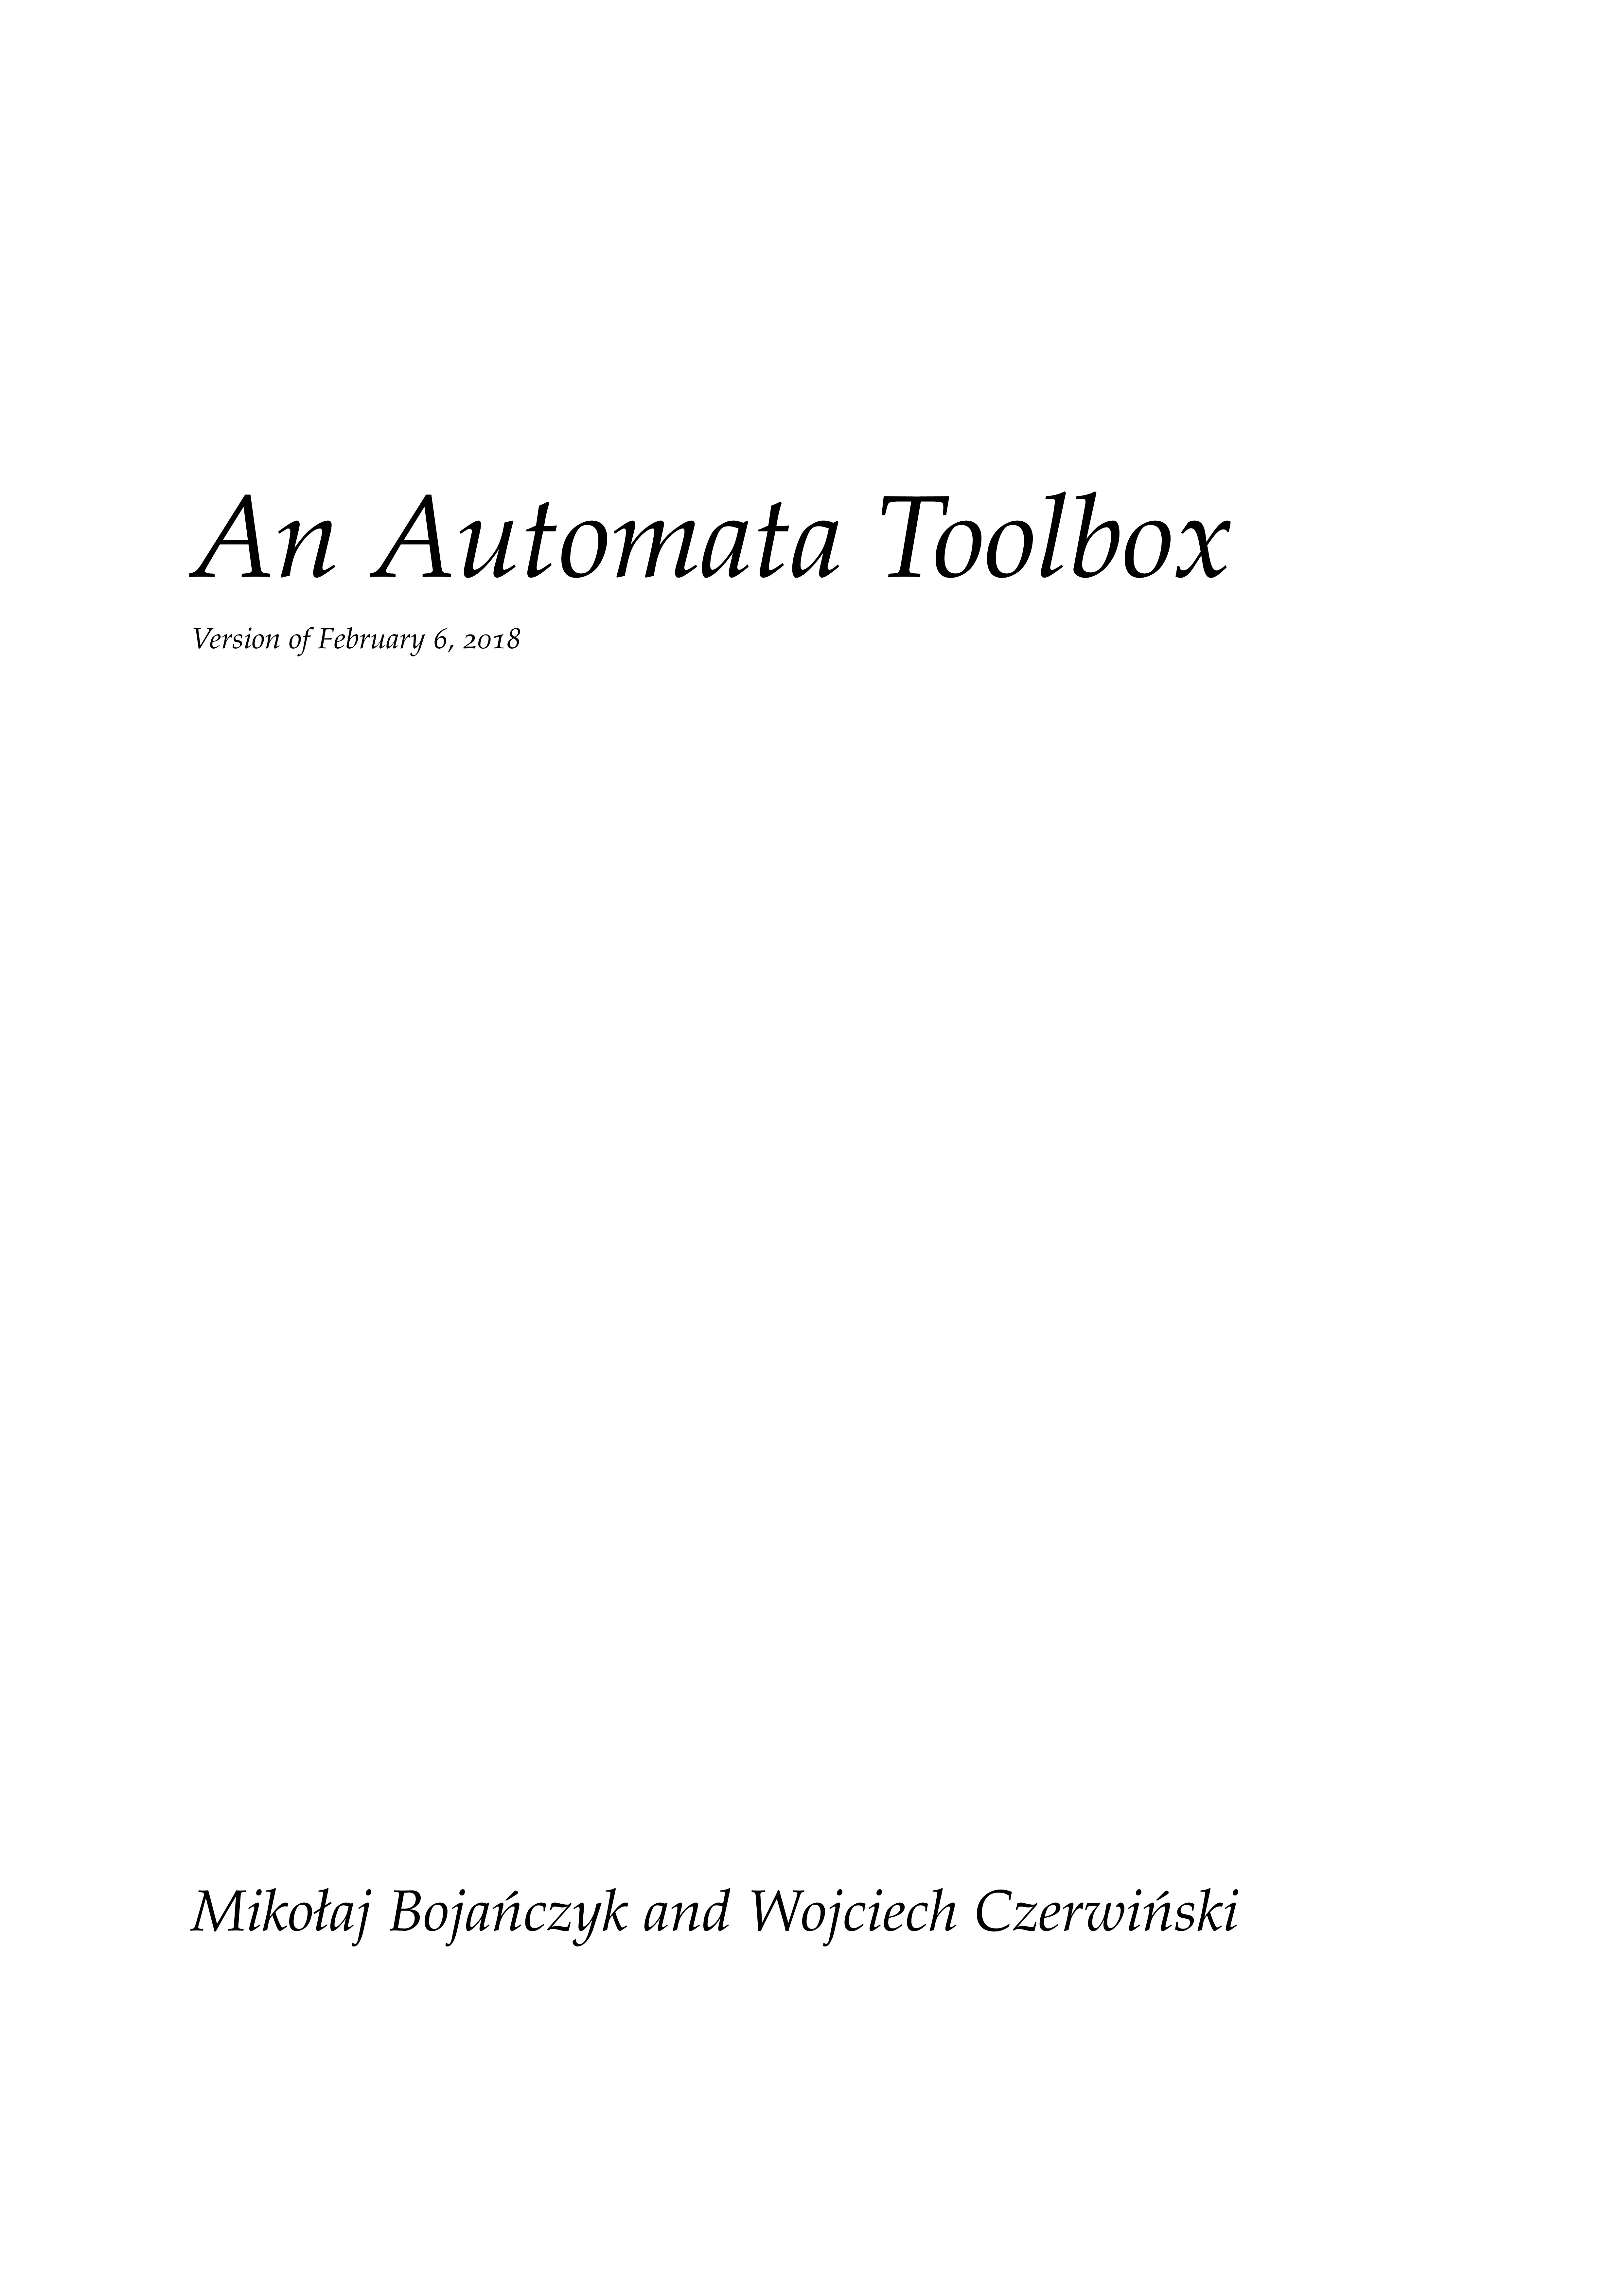 An Automata Toolbox
Version of February 6, 2018
Mikołaj Bojańczyk and Wojciech Czerwiński